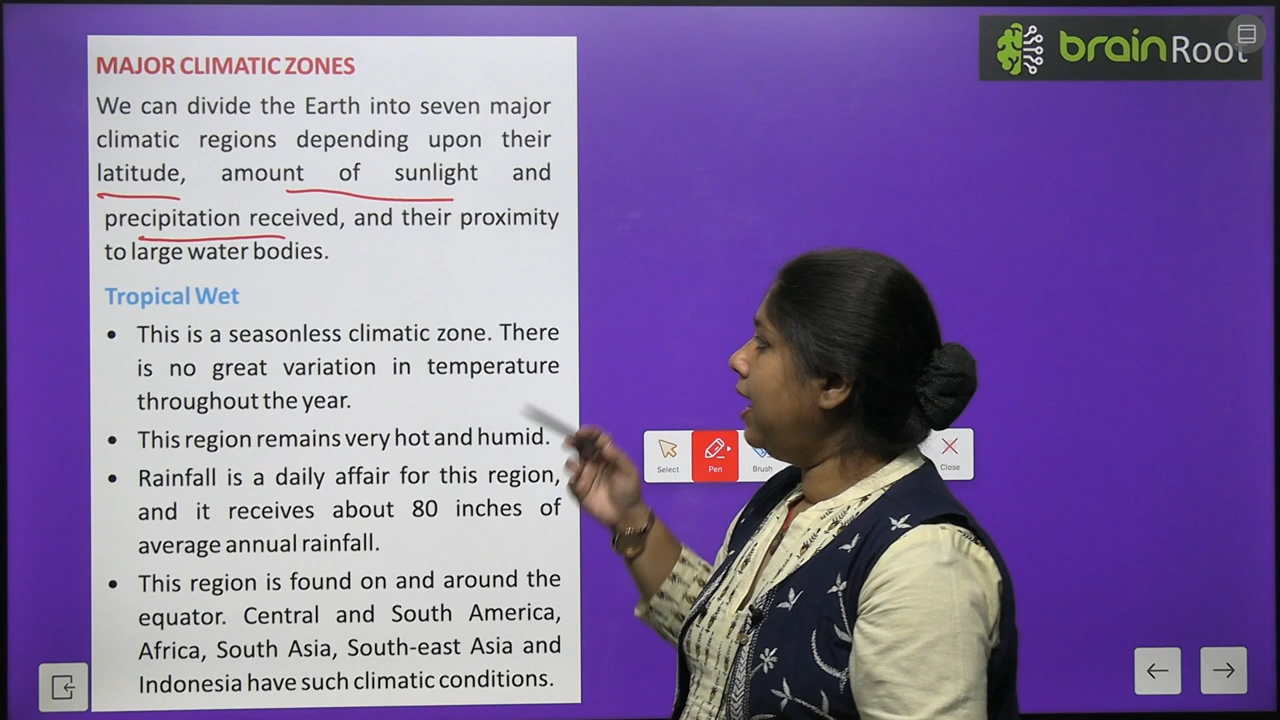 MAJOR CLIMATIC ZONES
We can divide the Earth into seven major
climatic regions depending upon their
latitude, amount of sunlight and
precipitation received, and their proximity
to large water bodies.
Tropical Wet
• This is a seasonless climatic zone. There
is no great variation in temperature
throughout the year.
• This region remains very hot and humid.
• Rainfall is a daily affair for this region,
and it receives about 80 inches of
average annual rainfall.
• This region is found on and around the
equator. Central and South America,
Africa, South Asia, South-east Asia and
Indonesia have such climatic conditions.
brainRoot
Select
Pen
Brush
Close